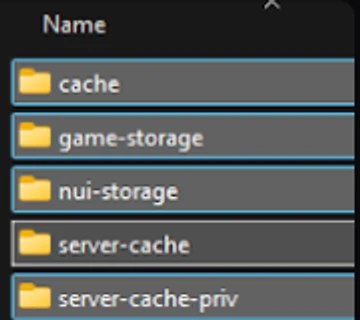 Name
cache
game-storage
nui-storage
server-cache
server-cache-priv